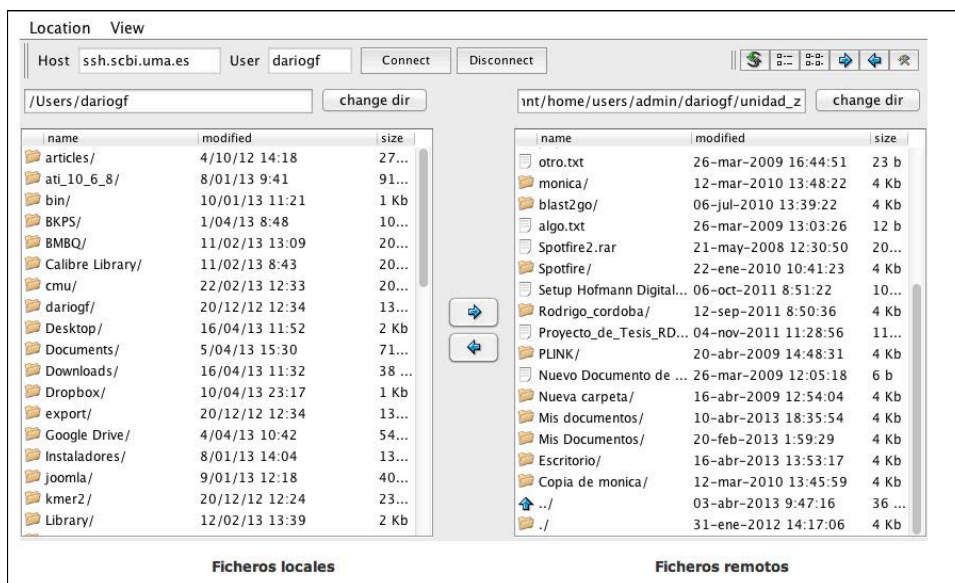 Location View
Host ssh.scbi.uma.es User dariogf Connect Disconnect
/Users/dariogf change dir
nt/home/users/admin/dariogf/unidad_z change dir
name modified size
articles/ 4/10/12 14:18 27...
ati_10_6_8/ 8/01/13 9:41 91...
bin/ 10/01/13 11:21 1 Kb
BKPS/ 1/04/13 8:48 10...
BMBQ/ 11/02/13 13:09 20...
Calibre Library/ 11/02/13 8:43 20...
cmu/ 22/02/13 12:33 20...
dariogf/ 20/12/12 12:34 13...
Desktop/ 16/04/13 11:52 2 Kb
Documents/ 5/04/13 15:30 71...
Downloads/ 16/04/13 11:32 38 ...
Dropbox/ 10/04/13 23:17 1 Kb
export/ 20/12/12 12:34 13...
Google Drive/ 4/04/13 10:42 54...
Instaladores/ 8/01/13 14:04 13...
joomla/ 9/01/13 12:18 40...
kmer2/ 20/12/12 12:24 23...
Library/ 12/02/13 13:39 2 Kb
name modified size
otro.txt 26-mar-2009 16:44:51 23 b
monica/ 12-mar-2010 13:48:22 4 Kb
blast2go/ 06-jul-2010 13:39:22 4 Kb
algo.txt 26-mar-2009 13:03:26 12 b
Spotfire2.rar 21-may-2008 12:30:50 20...
Spotfire/ 22-ene-2010 10:41:23 4 Kb
Setup Hofmann Digital... 06-oct-2011 8:51:22 10...
Rodrigo_cordoba/ 12-sep-2011 8:50:36 4 Kb
Proyecto_de_Tesis_RD... 04-nov-2011 11:28:56 11...
PLINK/ 20-abr-2009 14:48:31 4 Kb
Nuevo Documento de ... 26-mar-2009 12:05:18 6 b
Nueva carpeta/ 16-abr-2009 12:54:04 4 Kb
Mis documentos/ 10-abr-2013 18:35:54 4 Kb
Mis Documentos/ 20-feb-2013 1:59:29 4 Kb
Escritorio/ 16-abr-2013 13:53:17 4 Kb
Copia de monica/ 12-mar-2010 13:45:59 4 Kb
../ 03-abr-2013 9:47:16 36 ...
./ 31-ene-2012 14:17:06 4 Kb
Ficheros locales
Ficheros remotos